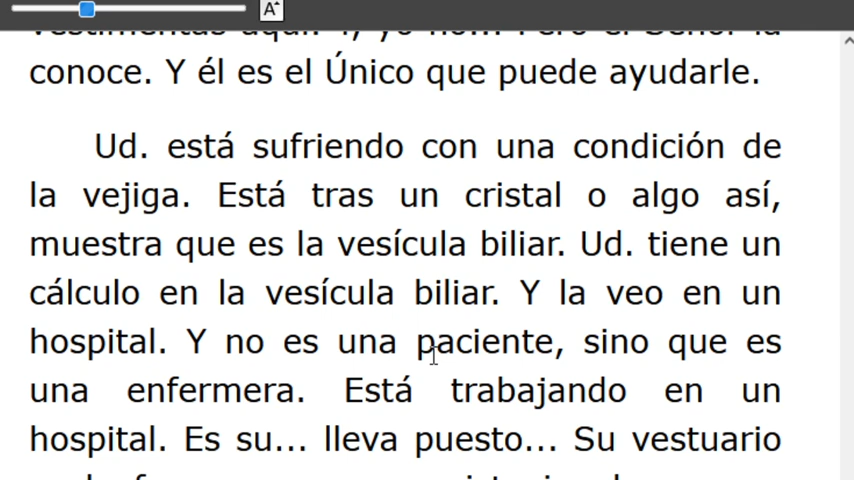 A
conoce. Y él es el Único que puede ayudarle.
Ud. está sufriendo con una condición de
la vejiga. Está tras un cristal o algo así,
muestra que es la vesícula biliar. Ud. tiene un
cálculo en la vesícula biliar. Y la veo en un
hospital. Y no es una paciente, sino que es
una enfermera. Está trabajando en un
hospital. Es su... lleva puesto... Su vestuario